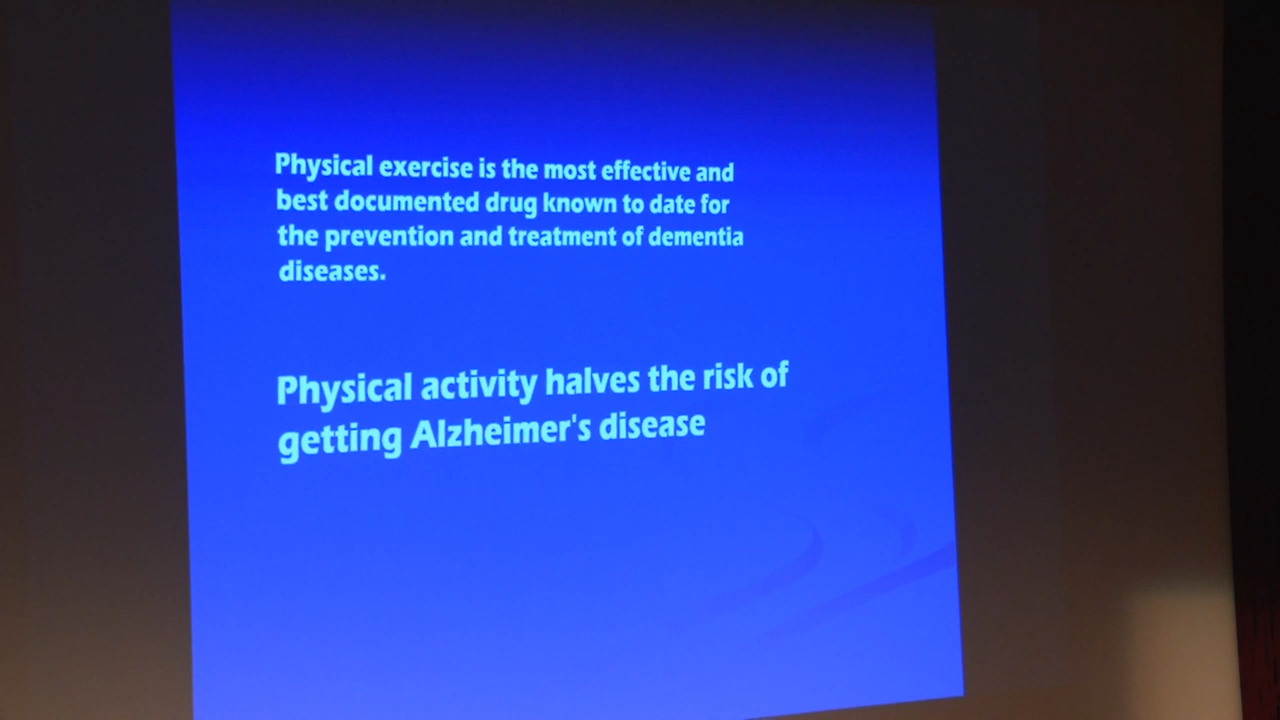 Physical exercise is the most effective and
best documented drug known to date for
the prevention and treatment of dementia
diseases.
Physical activity halves the risk of
getting Alzheimer's disease